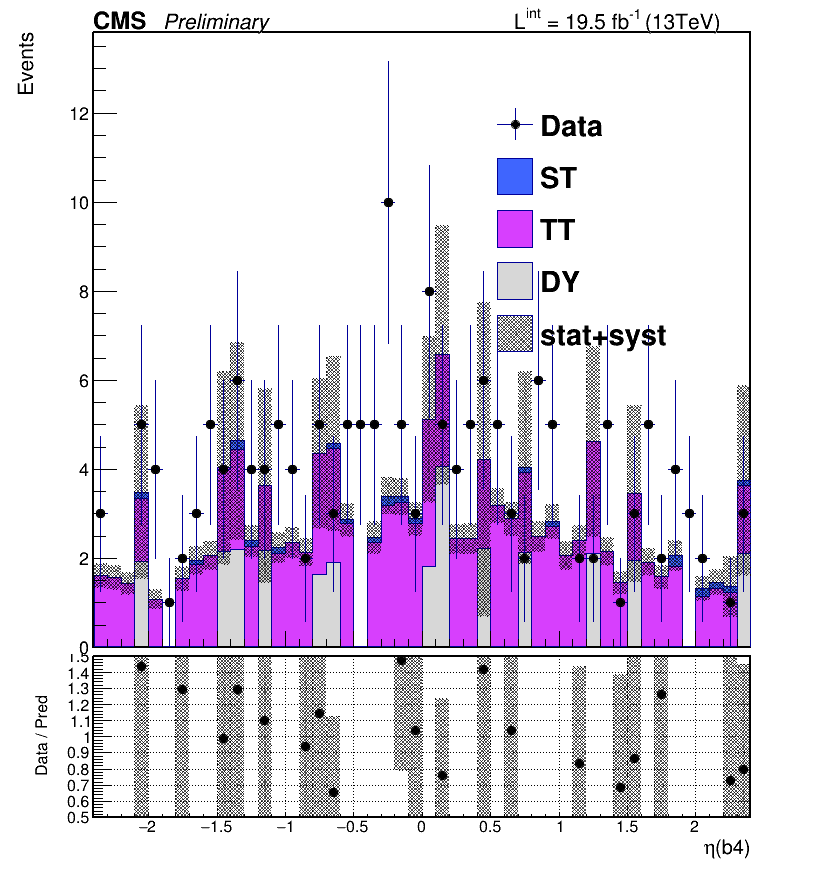 CMS Preliminary L^int = 19.5 fb^-1 (13TeV)
Events
12
10
8
6
4
2
0
Data
ST
TT
DY
stat+syst
Data / Pred
1.5
1.4
1.3
1.2
1.1
1
0.9
0.8
0.7
0.6
0.5
−2 −1.5 −1 −0.5 0 0.5 1 1.5 2
η(b4)